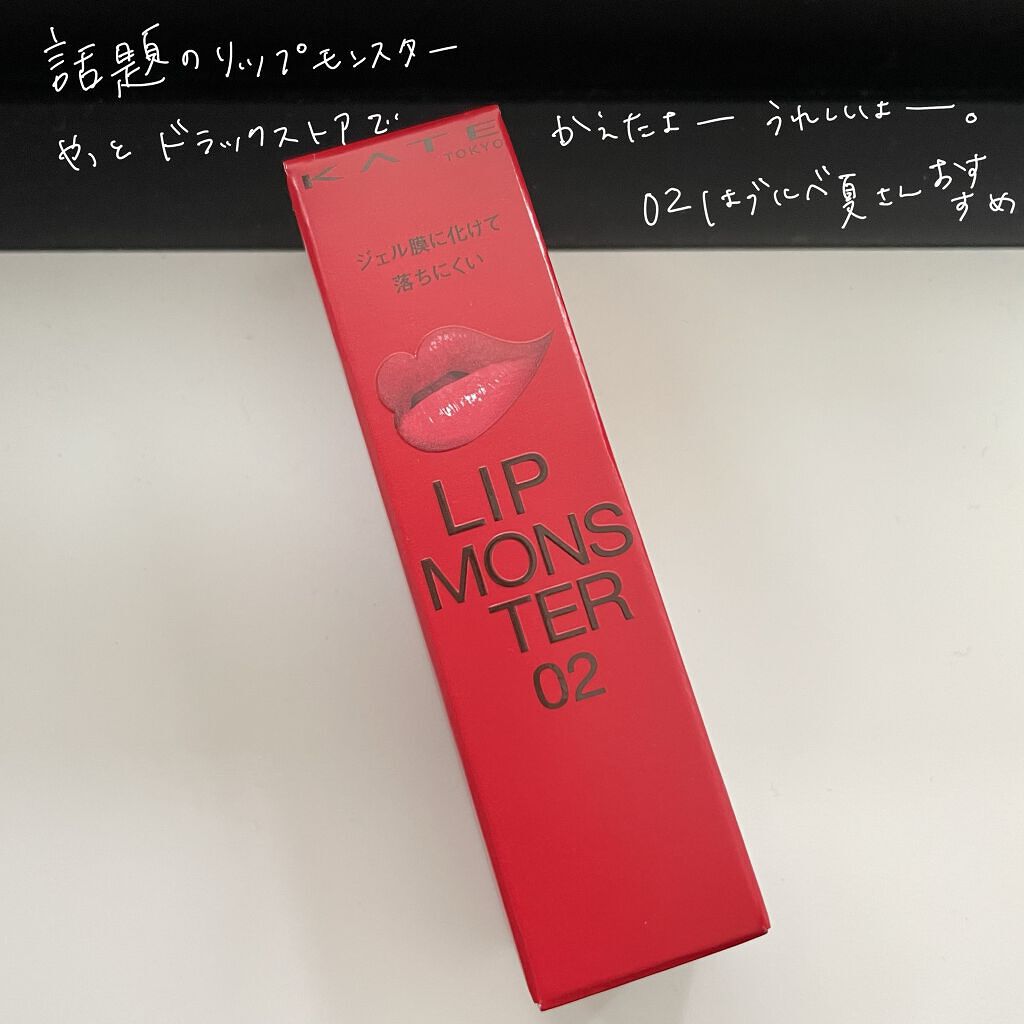 話題のリップモンスター
やっと ドラックストアで かえたよー うれしいよー。
02はブルベ夏さんおすすめ
KATE
TOKYO
ジェル膜に化けて
落ちにくい
LIP
MONS
TER
02